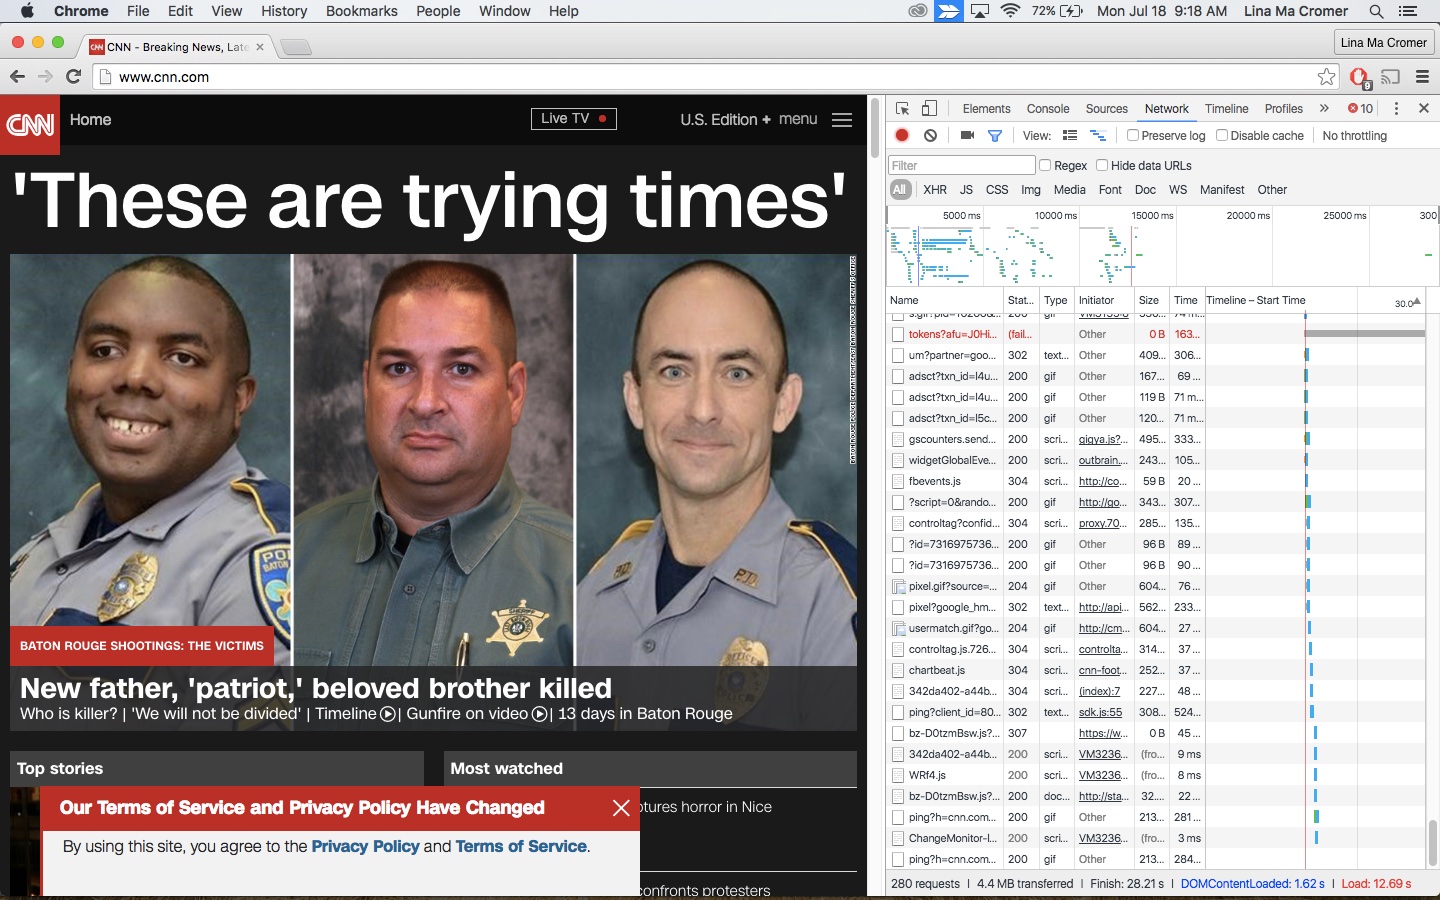 Chrome File Edit View History Bookmarks People Window Help 72% Mon Jul 18 9:18 AM Lina Ma Cromer
CNN CNN - Breaking News, Late Lina Ma Cromer
www.cnn.com 9
CNN Home Live TV U.S. Edition + menu
'These are trying times'
BATON ROUGE SHOOTINGS: THE VICTIMS
New father, 'patriot,' beloved brother killed
Who is killer? | 'We will not be divided' | Timeline | Gunfire on video | 13 days in Baton Rouge
Top stories Most watched
Our Terms of Service and Privacy Policy Have Changed
By using this site, you agree to the Privacy Policy and Terms of Service.
ptures horror in Nice
confronts protesters
Elements Console Sources Network Timeline Profiles » 10
View: Preserve log Disable cache No throttling
Filter Regex Hide data URLs
All XHR JS CSS Img Media Font Doc WS Manifest Other
5000 ms 10000 ms 15000 ms 20000 ms 25000 ms 300
Name Stat... Type Initiator Size Time Timeline – Start Time 30.0
tokens?afu=J0Hi... (fail... Other 0 B 163...
um?partner=goo... 302 text... Other 409... 306...
adsct?txn_id=l4u... 200 gif Other 167... 69 ...
adsct?txn_id=l4u... 200 gif Other 119 B 71 m...
adsct?txn_id=l5c... 200 gif Other 120... 71 m...
gscounters.send... 200 scri... gigya.js?... 495... 333...
widgetGlobalEve... 200 scri... outbrain... 243... 105...
fbevents.js 304 scri... http://co... 59 B 20 ...
?script=0&rando... 200 gif http://go... 343... 307...
controltag?confid... 304 scri... proxy.70... 285... 135...
?id=7316975736... 200 gif Other 96 B 89 ...
?id=7316975736... 200 gif Other 96 B 90 ...
pixel.gif?source=... 204 gif Other 604... 76 ...
pixel?google_hm... 302 text... http://api... 562... 233...
usermatch.gif?go... 204 gif http://cm... 604... 27 ...
controltag.js.726... 304 scri... controlta... 314... 37 ...
chartbeat.js 304 scri... cnn-foot... 252... 37 ...
342da402-a44b... 304 scri... (index):7 227... 48 ...
ping?client_id=80... 302 text... sdk.js:55 308... 524...
bz-D0tzmBsw.js?... 307 https://w... 0 B 45 ...
342da402-a44b... 200 scri... VM3236... (fro... 9 ms
WRf4.js 200 scri... VM3236... (fro... 8 ms
bz-D0tzmBsw.js?... 200 doc... http://sta... 32.... 22 ...
ping?h=cnn.com... 200 gif Other 213... 281 ...
ChangeMonitor-l... 200 scri... VM3236... (fro... 3 ms
ping?h=cnn.com... 200 gif Other 213... 284...
280 requests | 4.4 MB transferred | Finish: 28.21 s | DOMContentLoaded: 1.62 s | Load: 12.69 s